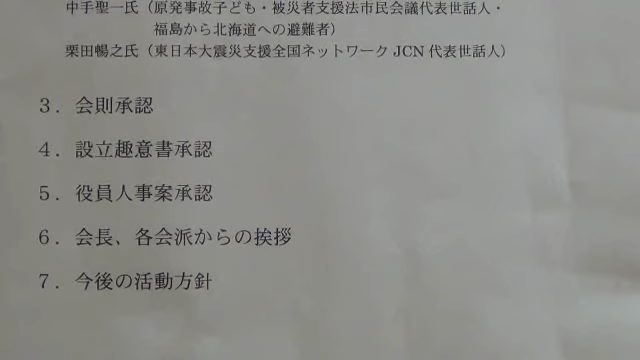 中手聖一氏（原発事故子ども・被災者支援法市民会議代表世話人・
福島から北海道への避難者）
栗田暢之氏（東日本大震災支援全国ネットワーク JCN 代表世話人）
３．会則承認
４．設立趣意書承認
５．役員人事案承認
６．会長、各会派からの挨拶
７．今後の活動方針